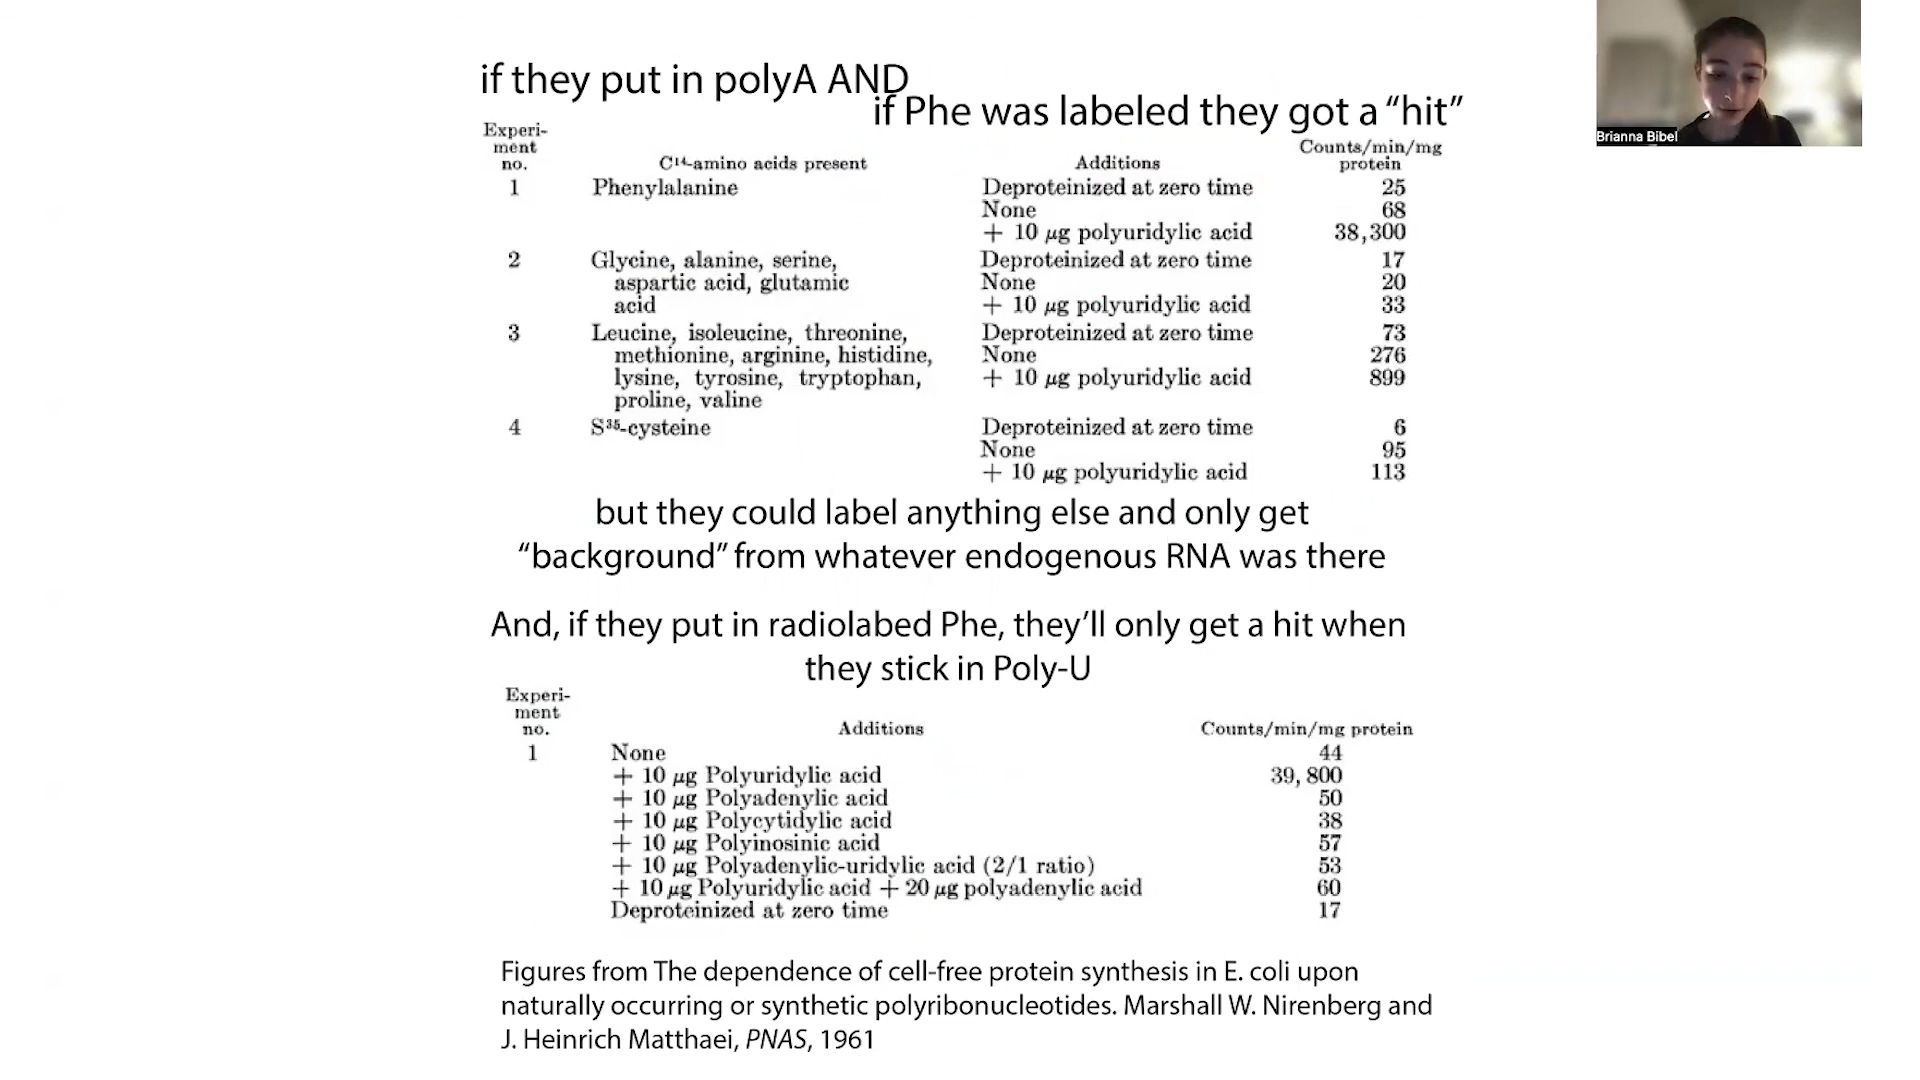 if they put in polyA AND
if Phe was labeled they got a “hit”
Brianna Bibel
Experi-
ment
no.
C¹⁴-amino acids present
Additions
Counts/min/mg
protein
1 Phenylalanine Deproteinized at zero time 25
None 68
+ 10 μg polyuridylic acid 38,300
2 Glycine, alanine, serine, Deproteinized at zero time 17
aspartic acid, glutamic None 20
acid + 10 μg polyuridylic acid 33
3 Leucine, isoleucine, threonine, Deproteinized at zero time 73
methionine, arginine, histidine, None 276
lysine, tyrosine, tryptophan, + 10 μg polyuridylic acid 899
proline, valine
4 S³⁵-cysteine Deproteinized at zero time 6
None 95
+ 10 μg polyuridylic acid 113
but they could label anything else and only get
“background” from whatever endogenous RNA was there
And, if they put in radiolabed Phe, they’ll only get a hit when
they stick in Poly-U
Experi-
ment
no.
Additions
Counts/min/mg protein
1 None 44
+ 10 μg Polyuridylic acid 39,800
+ 10 μg Polyadenylic acid 50
+ 10 μg Polycytidylic acid 38
+ 10 μg Polyinosinic acid 57
+ 10 μg Polyadenylic-uridylic acid (2/1 ratio) 53
+ 10 μg Polyuridylic acid + 20 μg polyadenylic acid 60
Deproteinized at zero time 17
Figures from The dependence of cell-free protein synthesis in E. coli upon
naturally occurring or synthetic polyribonucleotides. Marshall W. Nirenberg and
J. Heinrich Matthaei, PNAS, 1961